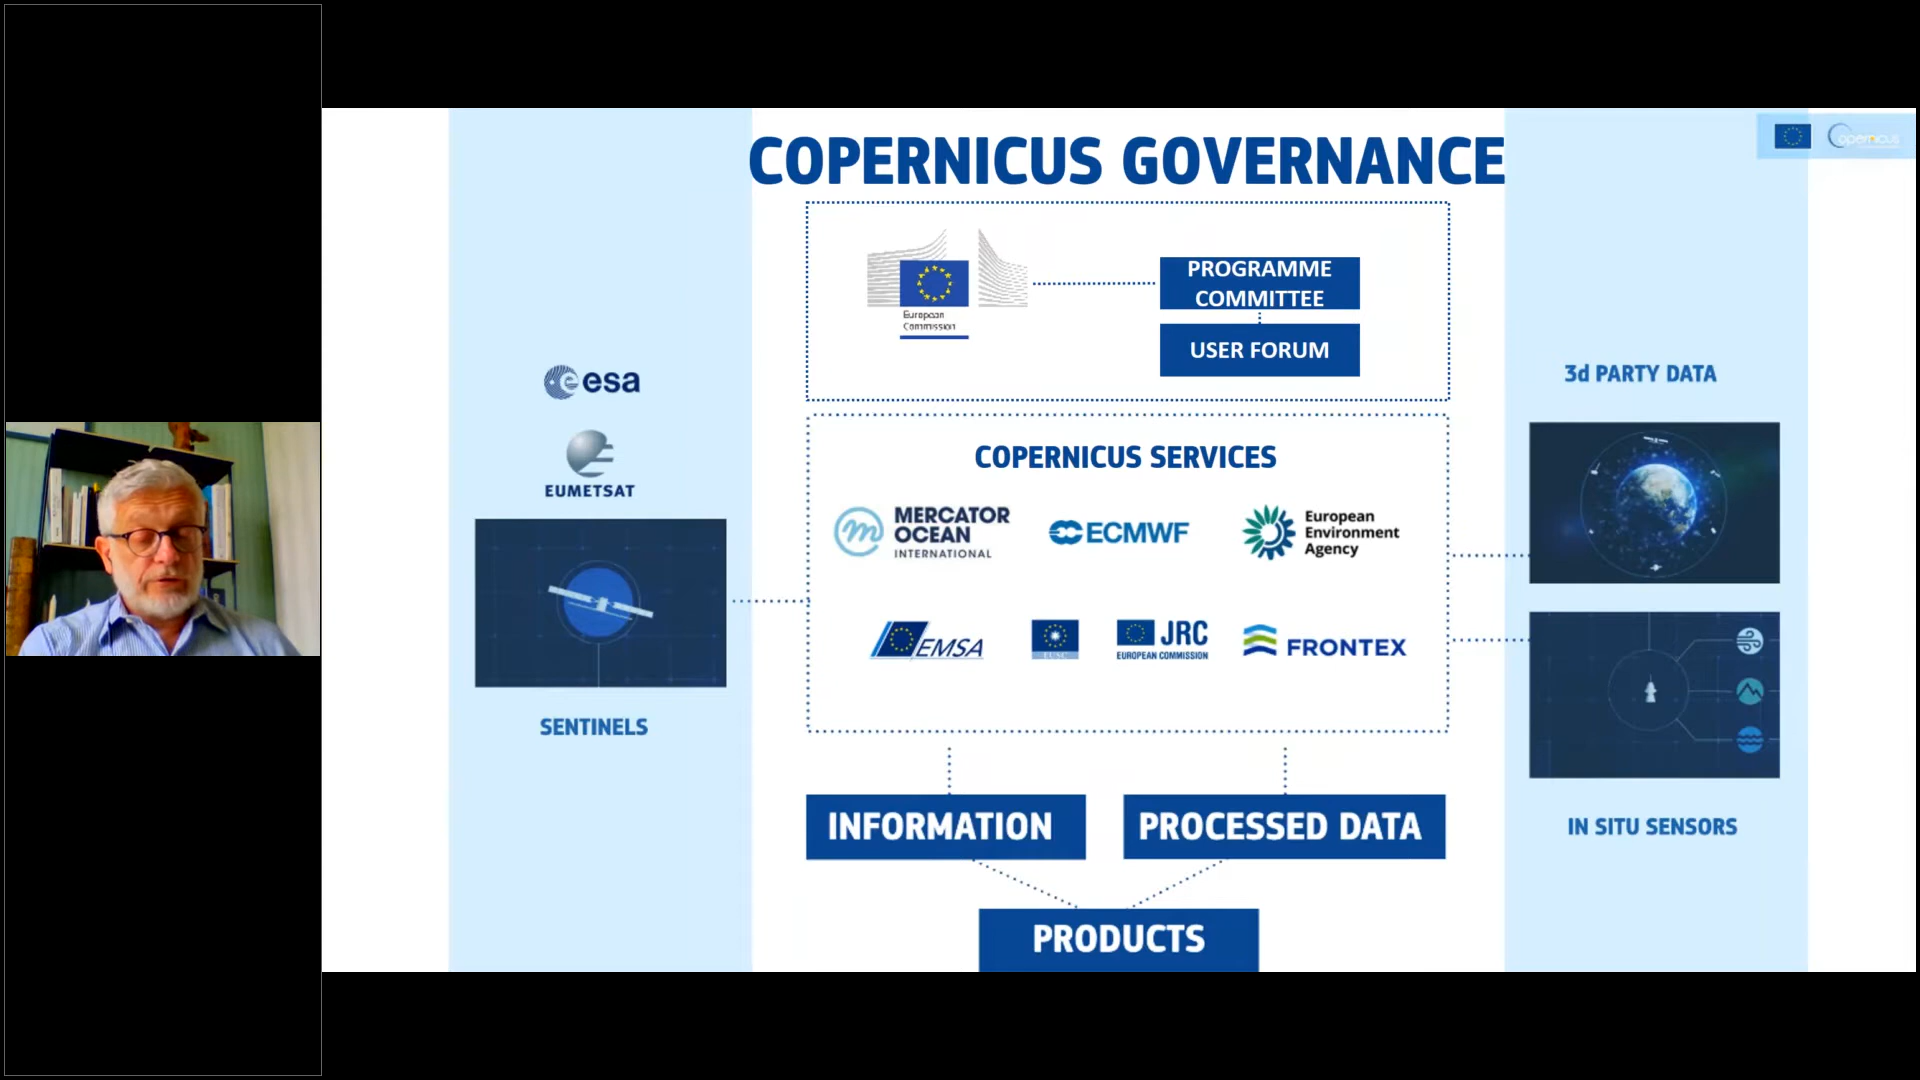 COPERNICUS GOVERNANCE
opernicus
European
Commission
PROGRAMME
COMMITTEE
USER FORUM
esa
EUMETSAT
SENTINELS
COPERNICUS SERVICES
MERCATOR
OCEAN
INTERNATIONAL
ECMWF
European
Environment
Agency
EMSA
JRC
EUROPEAN COMMISSION
FRONTEX
3d PARTY DATA
IN SITU SENSORS
INFORMATION
PROCESSED DATA
PRODUCTS